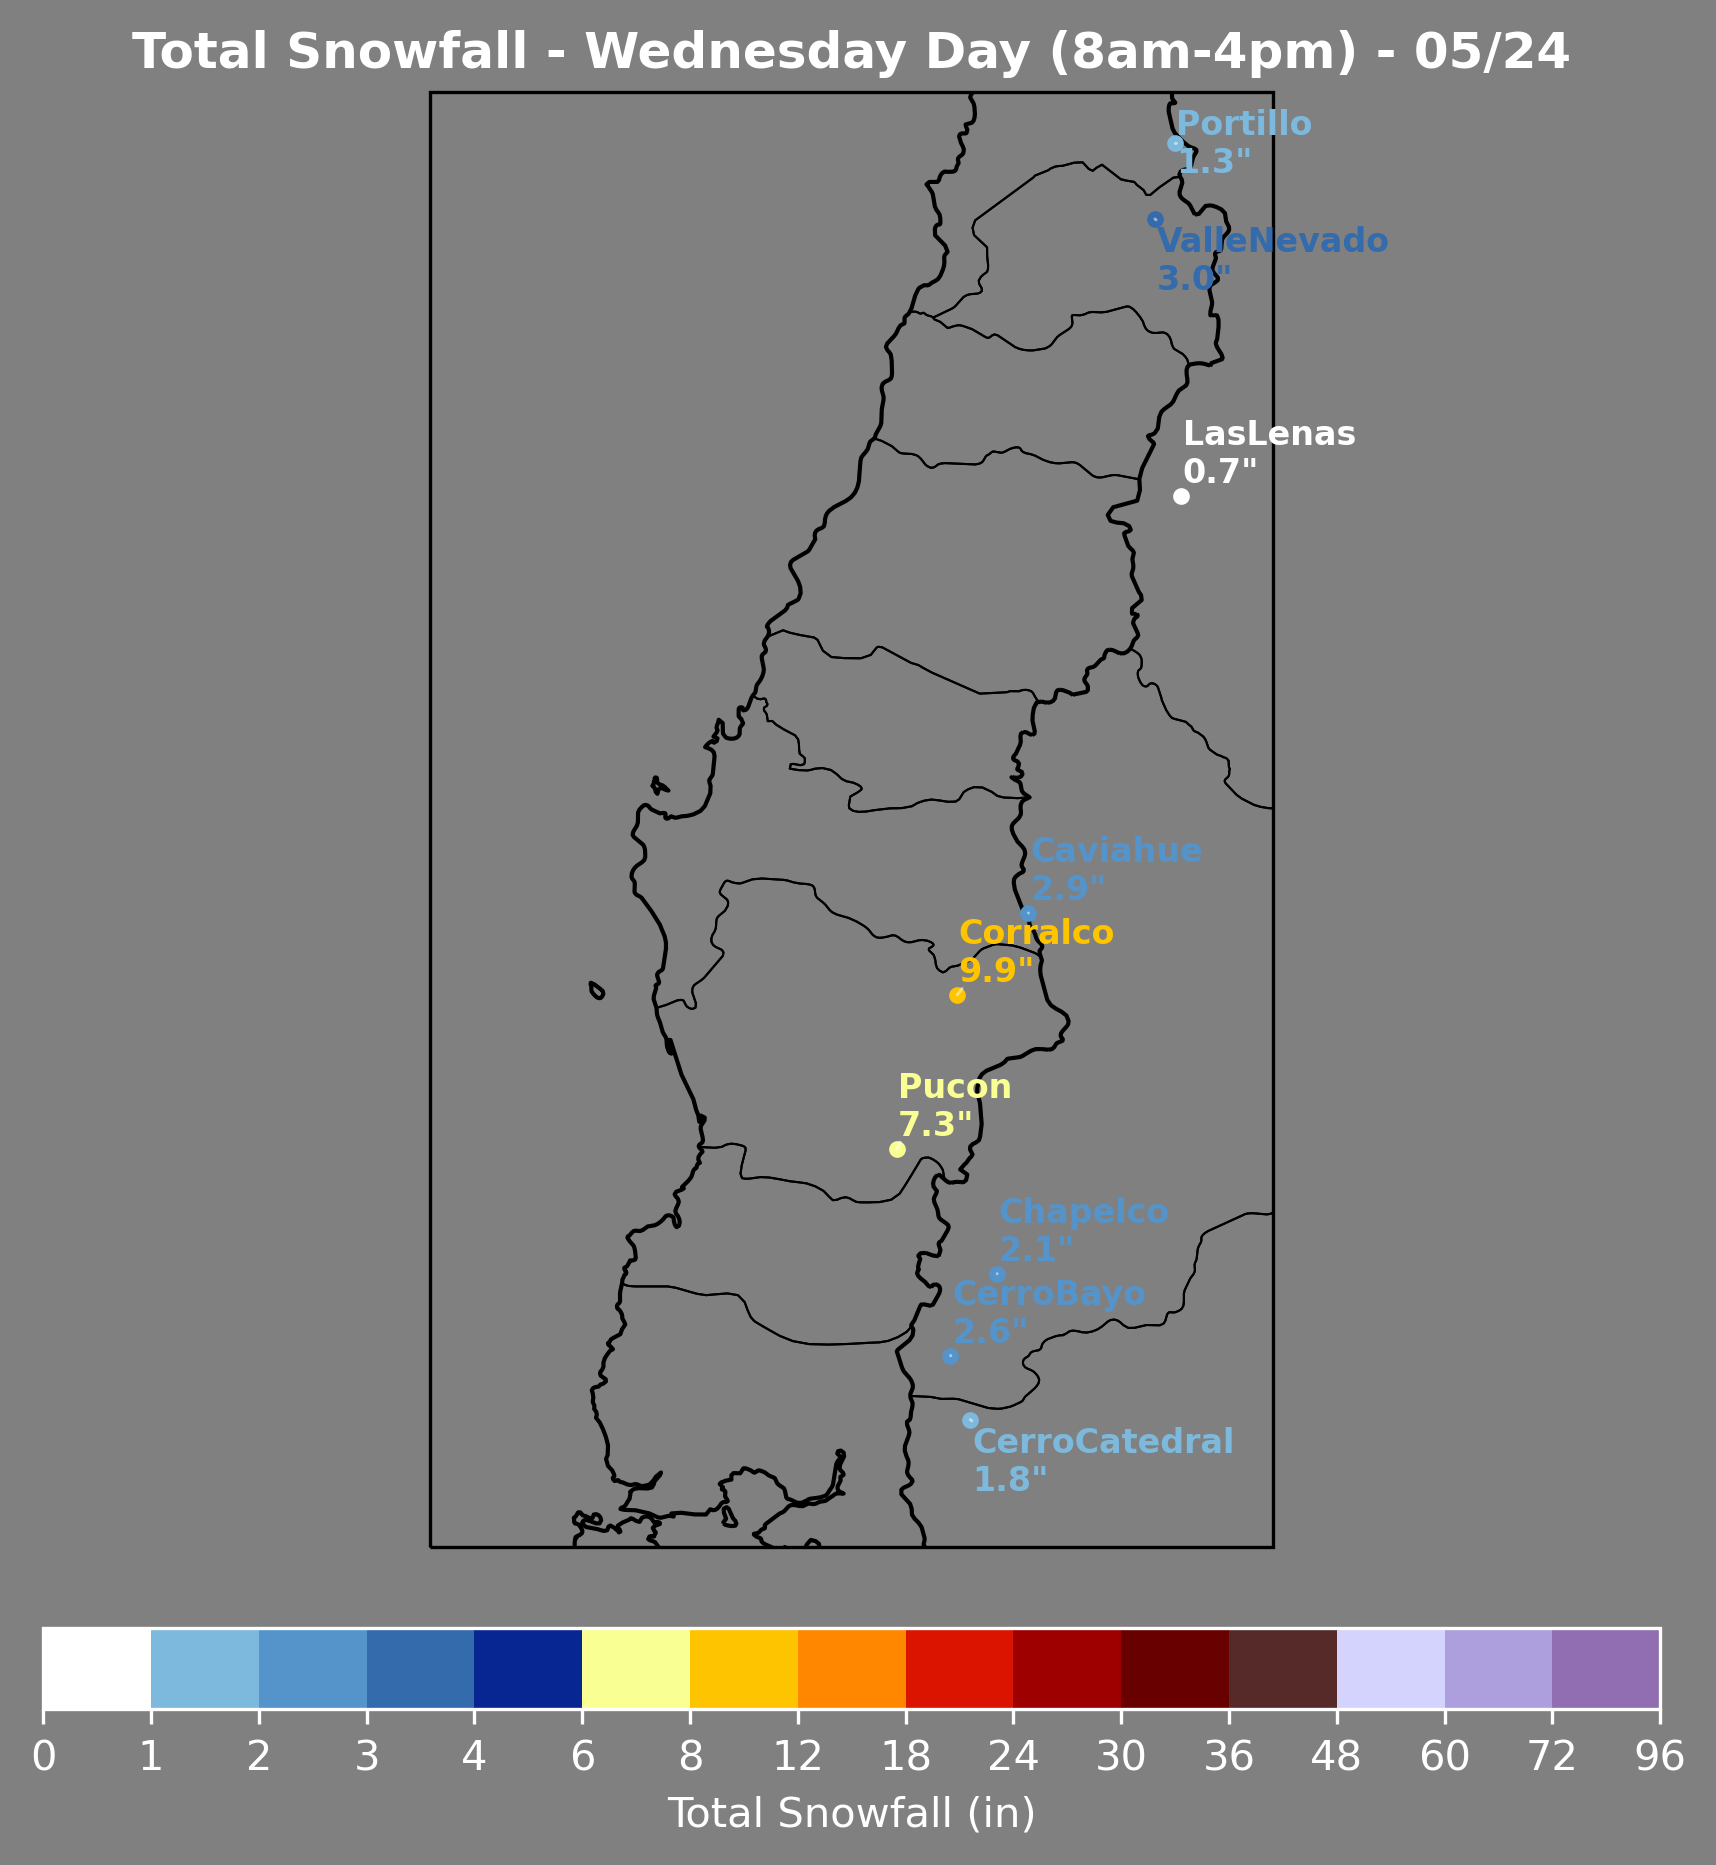 Total Snowfall - Wednesday Day (8am-4pm) - 05/24
Portillo
1.3"
ValleNevado
3.0"
LasLenas
0.7"
Caviahue
2.9"
Corralco
9.9"
Pucon
7.3"
Chapelco
2.1"
CerroBayo
2.6"
CerroCatedral
1.8"
0 1 2 3 4 6 8 12 18 24 30 36 48 60 72 96
Total Snowfall (in)